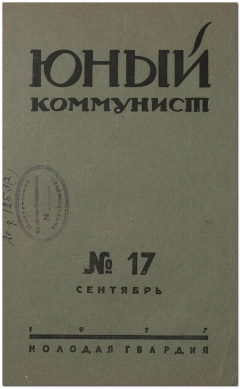 ЮНЫЙ
КОММУНИСТ
№ 17
СЕНТЯБРЬ
1927
МОЛОДАЯ ГВАРДИЯ